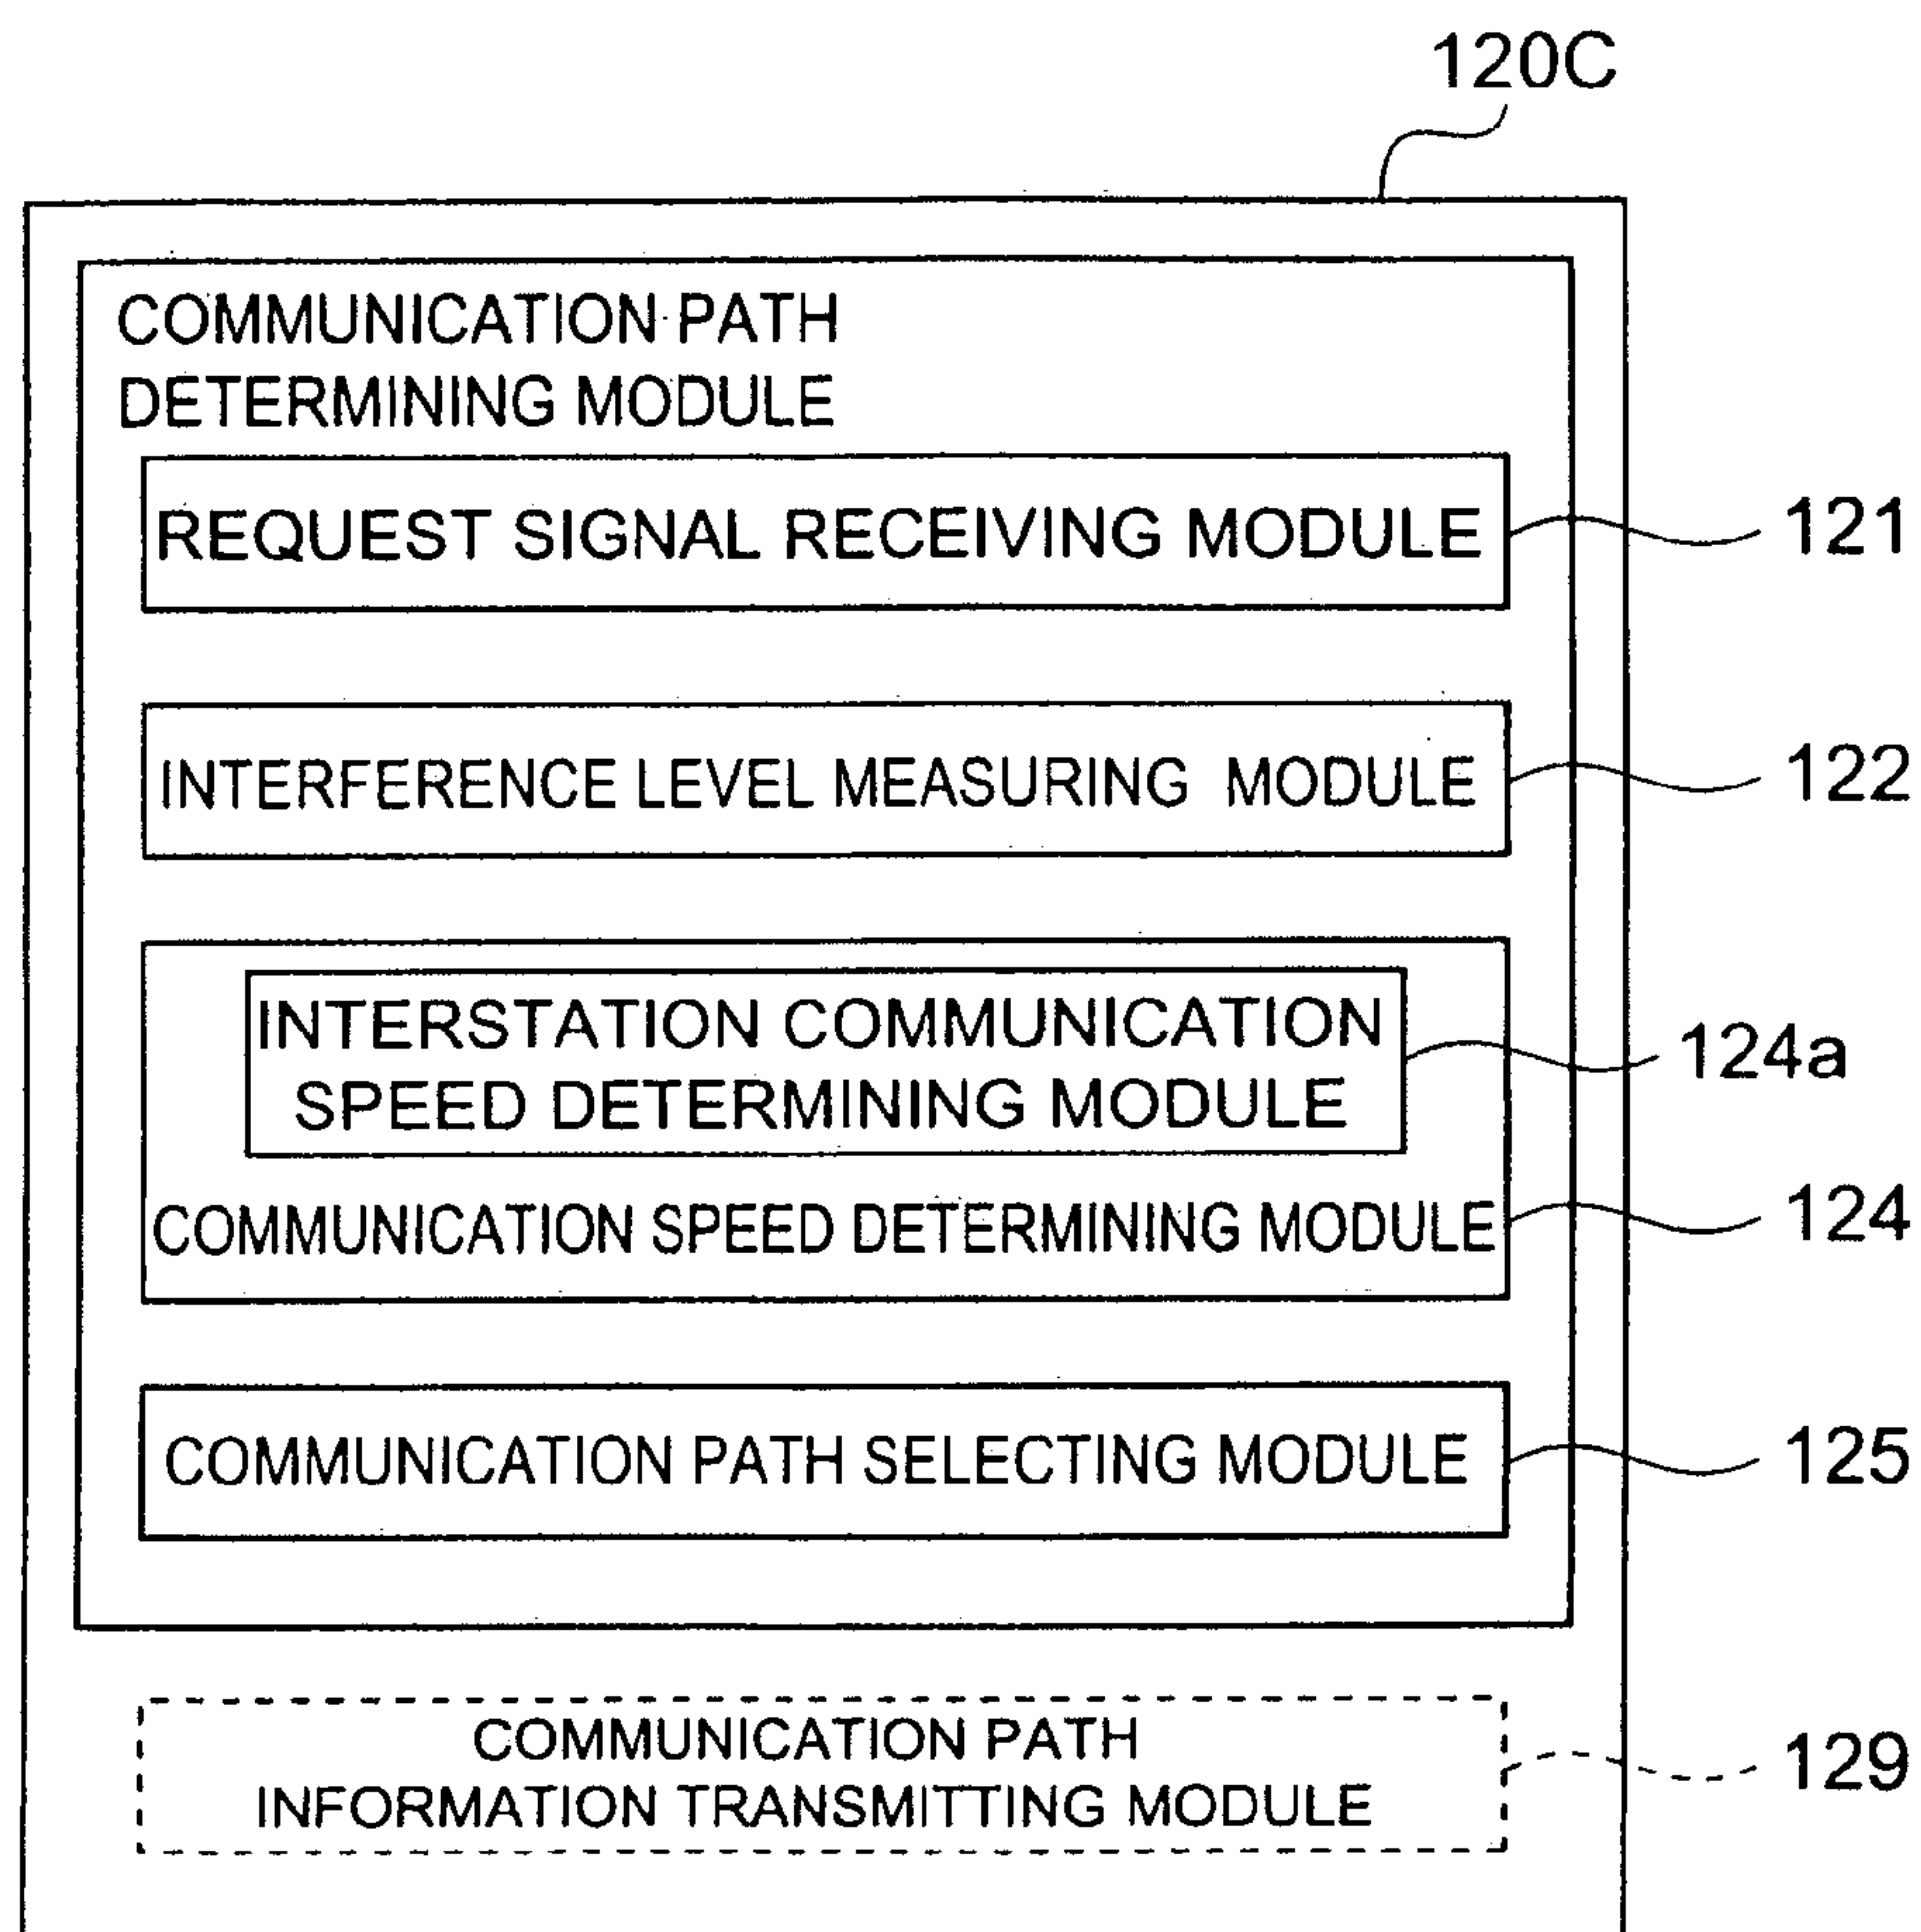 120C
COMMUNICATION PATH
DETERMINING MODULE
REQUEST SIGNAL RECEIVING MODULE
121
INTERFERENCE LEVEL MEASURING MODULE
122
INTERSTATION COMMUNICATION
SPEED DETERMINING MODULE
124a
COMMUNICATION SPEED DETERMINING MODULE
124
COMMUNICATION PATH SELECTING MODULE
125
COMMUNICATION PATH
INFORMATION TRANSMITTING MODULE
129